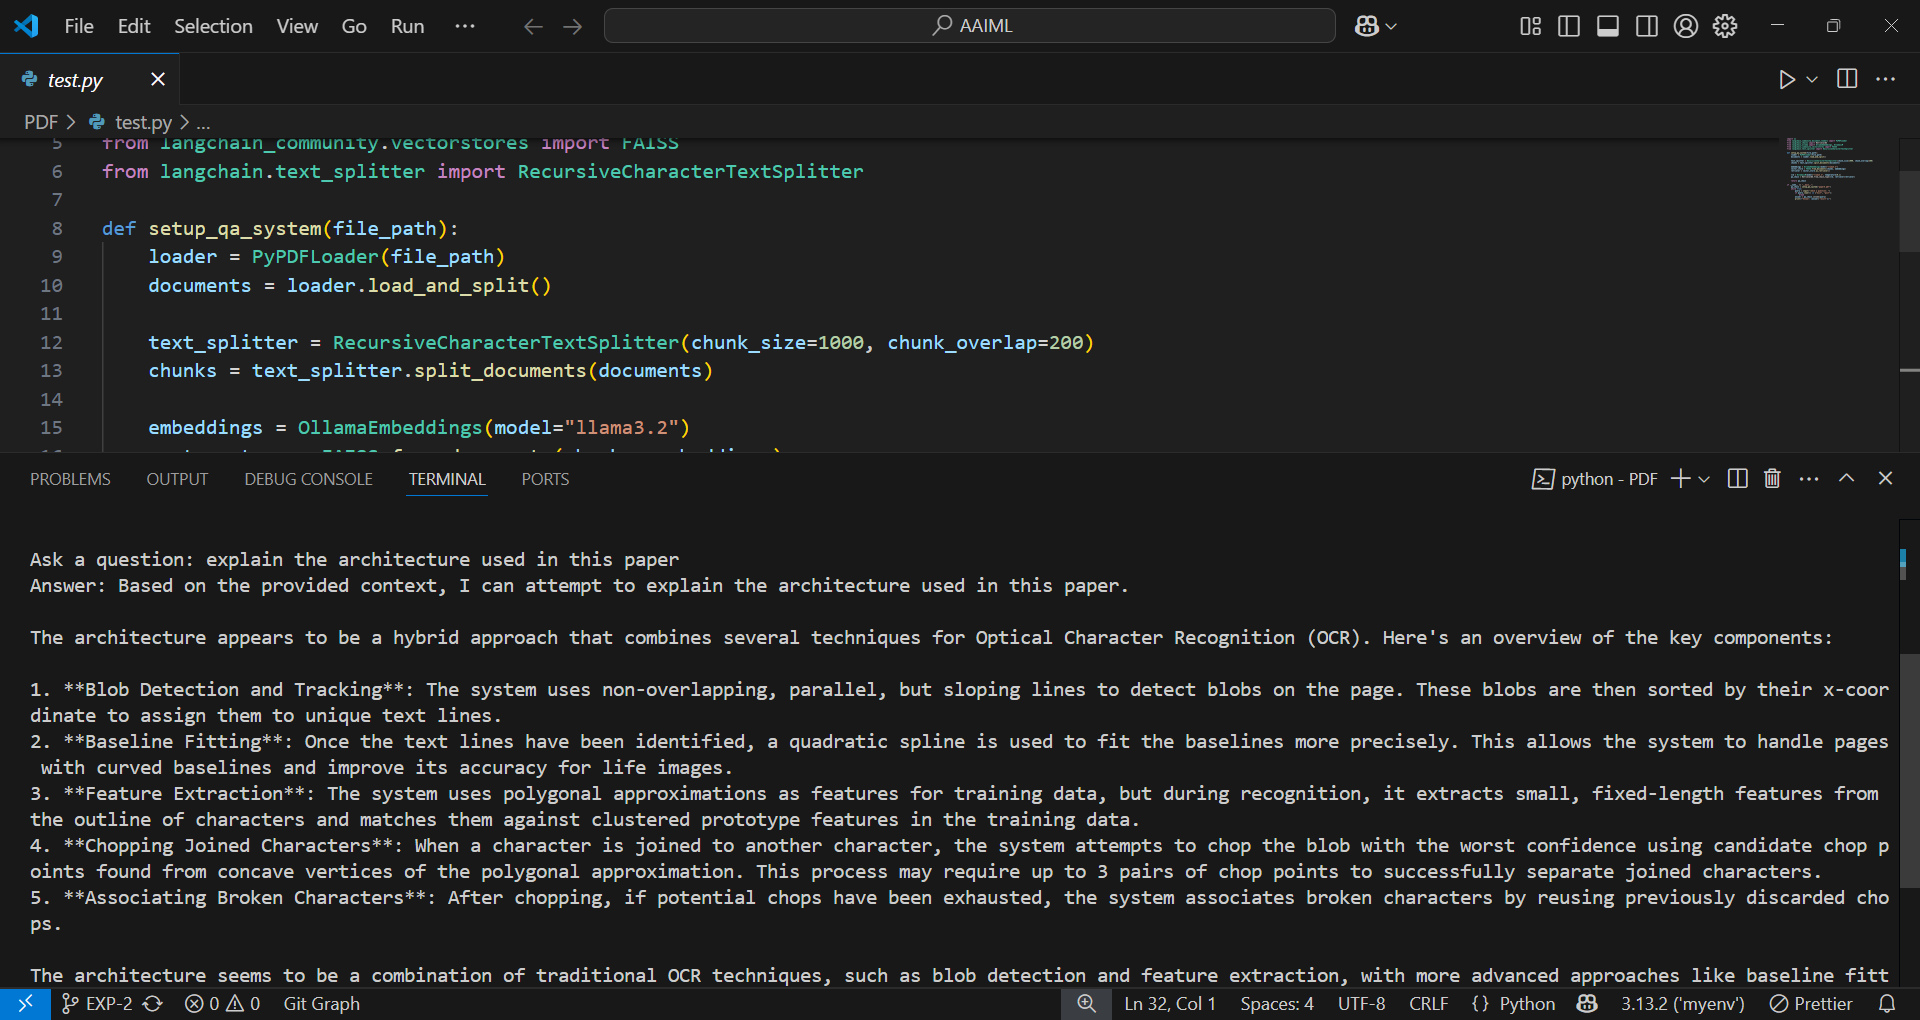 File Edit Selection View Go Run ··· AAIML
test.py
PDF > test.py > ...
5 from langchain_community.vectorstores import FAISS
6 from langchain.text_splitter import RecursiveCharacterTextSplitter
7
8 def setup_qa_system(file_path):
9 loader = PyPDFLoader(file_path)
10 documents = loader.load_and_split()
11
12 text_splitter = RecursiveCharacterTextSplitter(chunk_size=1000, chunk_overlap=200)
13 chunks = text_splitter.split_documents(documents)
14
15 embeddings = OllamaEmbeddings(model="llama3.2")
PROBLEMS OUTPUT DEBUG CONSOLE TERMINAL PORTS python - PDF
Ask a question: explain the architecture used in this paper
Answer: Based on the provided context, I can attempt to explain the architecture used in this paper.
The architecture appears to be a hybrid approach that combines several techniques for Optical Character Recognition (OCR). Here's an overview of the key components:
1. **Blob Detection and Tracking**: The system uses non-overlapping, parallel, but sloping lines to detect blobs on the page. These blobs are then sorted by their x-coor
dinate to assign them to unique text lines.
2. **Baseline Fitting**: Once the text lines have been identified, a quadratic spline is used to fit the baselines more precisely. This allows the system to handle pages
with curved baselines and improve its accuracy for life images.
3. **Feature Extraction**: The system uses polygonal approximations as features for training data, but during recognition, it extracts small, fixed-length features from
the outline of characters and matches them against clustered prototype features in the training data.
4. **Chopping Joined Characters**: When a character is joined to another character, the system attempts to chop the blob with the worst confidence using candidate chop p
oints found from concave vertices of the polygonal approximation. This process may require up to 3 pairs of chop points to successfully separate joined characters.
5. **Associating Broken Characters**: After chopping, if potential chops have been exhausted, the system associates broken characters by reusing previously discarded cho
ps.
The architecture seems to be a combination of traditional OCR techniques, such as blob detection and feature extraction, with more advanced approaches like baseline fitt
EXP-2 0 0 Git Graph Ln 32, Col 1 Spaces: 4 UTF-8 CRLF {} Python 3.13.2 ('myenv') Prettier